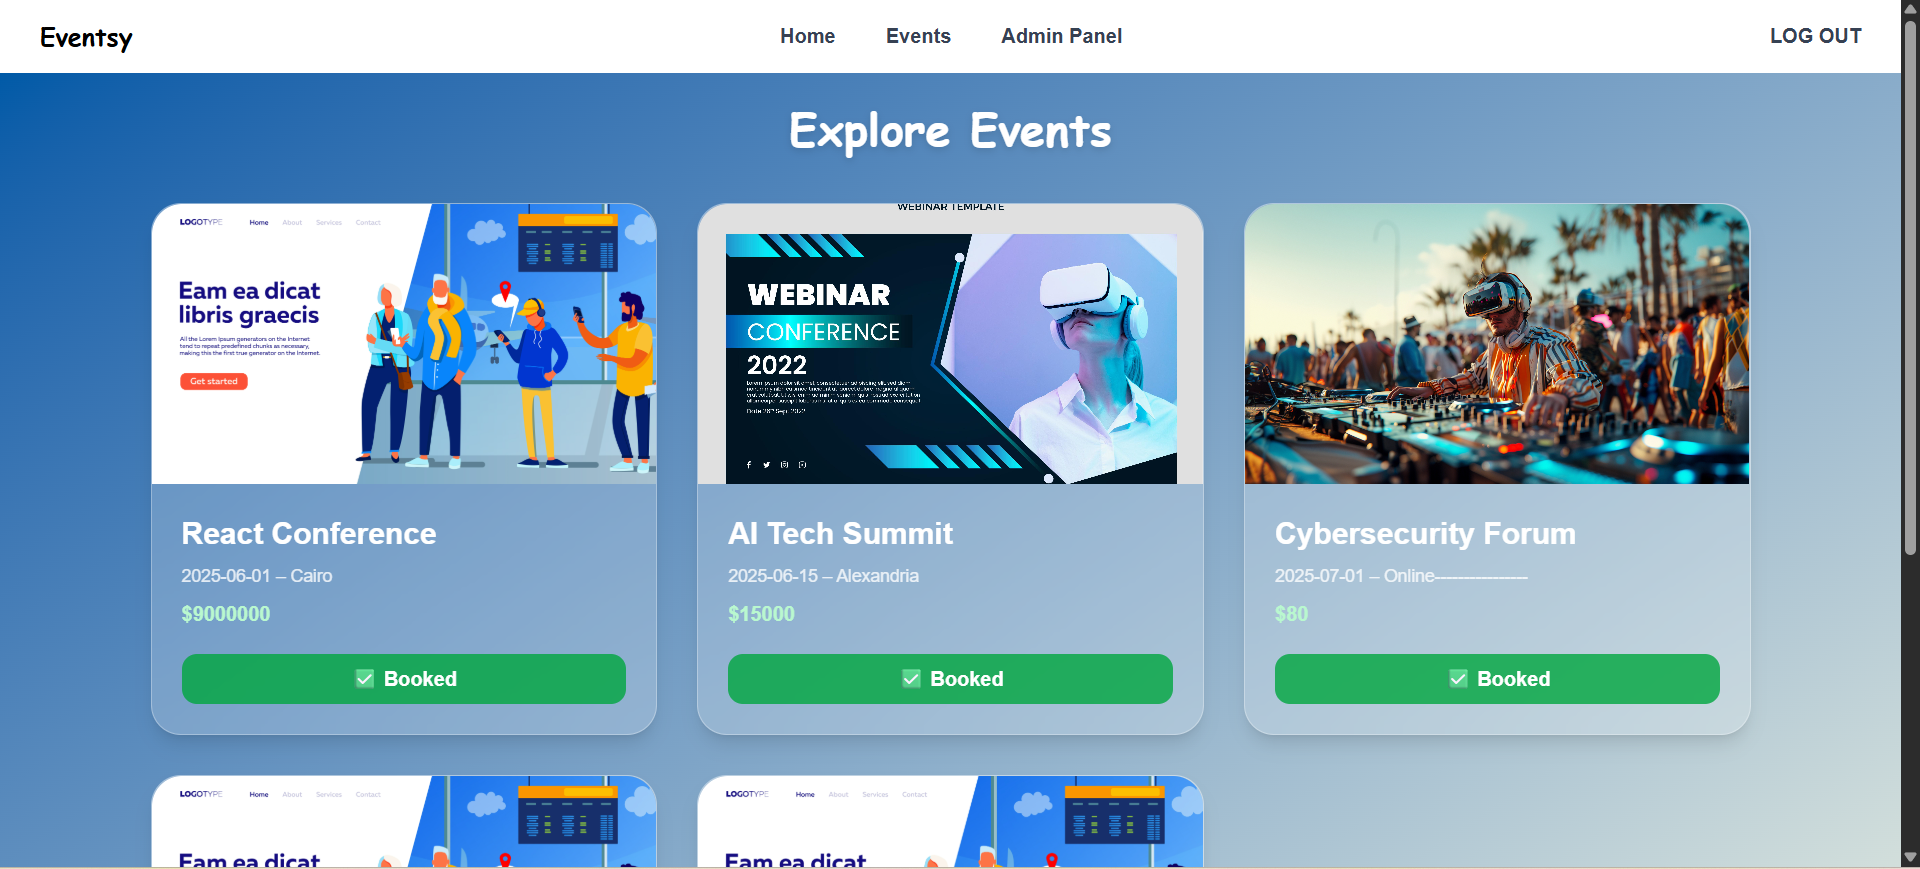 Eventsy
Home
Events
Admin Panel
LOG OUT
Explore Events
LOGOTYPE
Home
About
Services
Contact
Eam ea dicat
libris graecis
All the Lorem Ipsum generators on the Internet
tend to repeat predefined chunks as necessary,
making this the first true generator on the Internet.
Get started
React Conference
2025-06-01 – Cairo
$9000000
✅ Booked
WEBINAR TEMPLATE
WEBINAR
CONFERENCE
2022
AI Tech Summit
2025-06-15 – Alexandria
$15000
✅ Booked
Cybersecurity Forum
2025-07-01 – Online----------------
$80
✅ Booked
LOGOTYPE
Home
About
Services
Contact
Eam ea dicat
LOGOTYPE
Home
About
Services
Contact
Eam ea dicat